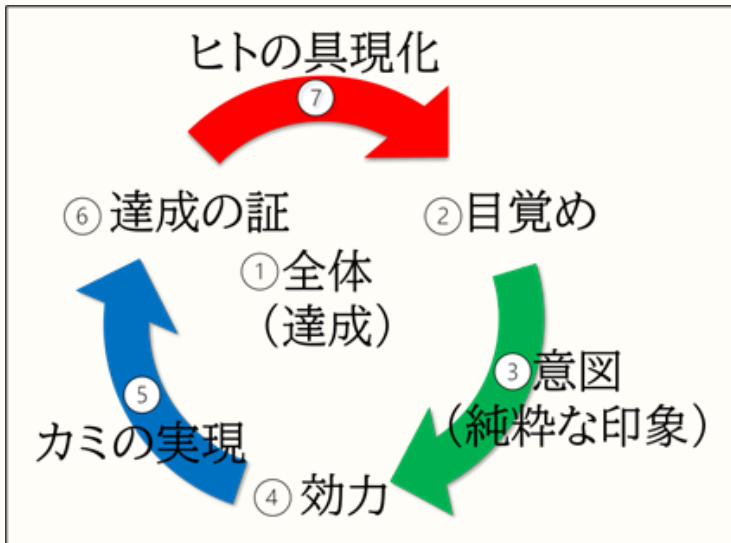 ヒトの具現化
⑦
⑥達成の証
②目覚め
①全体
（達成）
③意図
（純粋な印象）
⑤
カミの実現
④効力